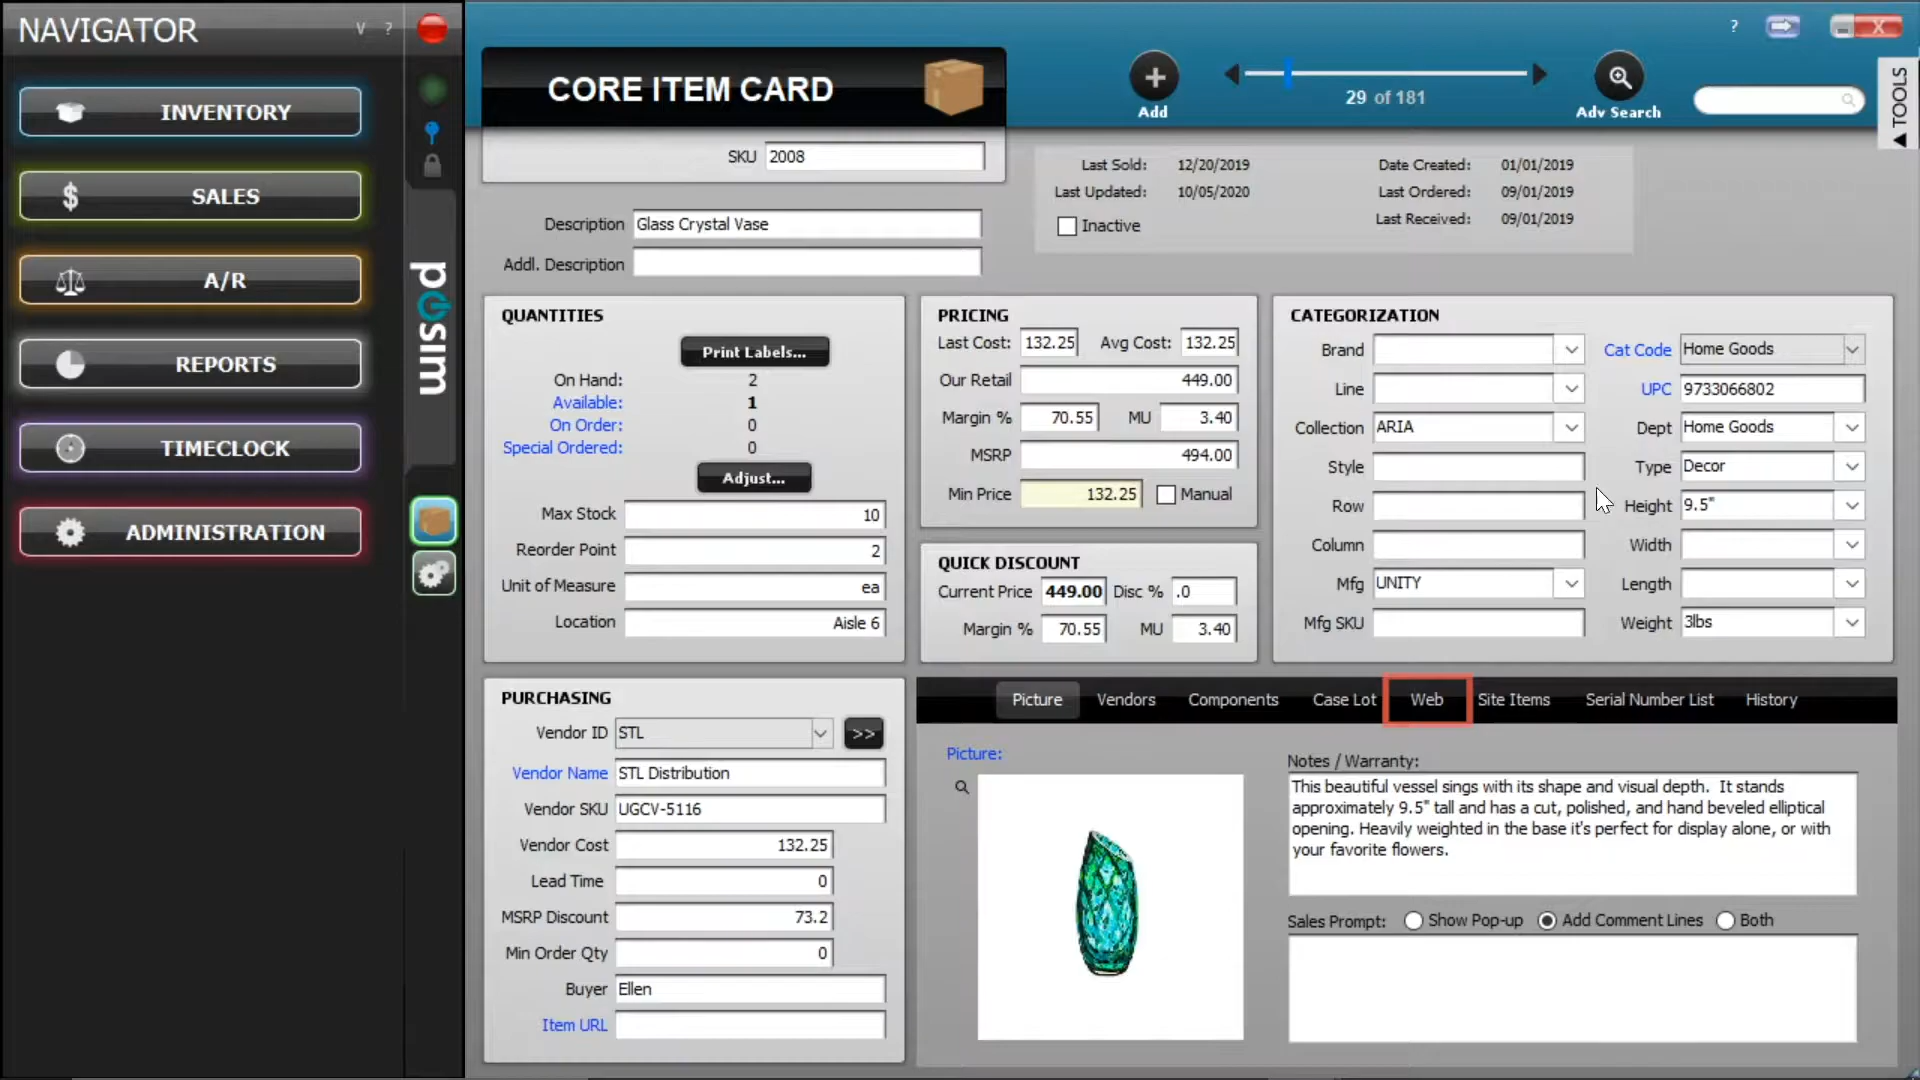 NAVIGATOR
V ?
INVENTORY
SALES
A/R
REPORTS
TIMECLOCK
ADMINISTRATION
posim
CORE ITEM CARD
SKU 2008
Add
29 of 181
Adv Search
?
X
TOOLS
Description Glass Crystal Vase
Addl. Description
Last Sold: 12/20/2019 Date Created: 01/01/2019
Last Updated: 10/05/2020 Last Ordered: 09/01/2019
Inactive Last Received: 09/01/2019
QUANTITIES
Print Labels...
On Hand: 2
Available: 1
On Order: 0
Special Ordered: 0
Adjust...
Max Stock 10
Reorder Point 2
Unit of Measure ea
Location Aisle 6
PRICING
Last Cost: 132.25 Avg Cost: 132.25
Our Retail 449.00
Margin % 70.55 MU 3.40
MSRP 494.00
Min Price 132.25 Manual
QUICK DISCOUNT
Current Price 449.00 Disc % .0
Margin % 70.55 MU 3.40
CATEGORIZATION
Brand Cat Code Home Goods
Line UPC 9733066802
Collection ARIA Dept Home Goods
Style Type Decor
Row Height 9.5"
Column Width
Mfg UNITY Length
Mfg SKU Weight 3lbs
PURCHASING
Vendor ID STL >>
Vendor Name STL Distribution
Vendor SKU UGCV-5116
Vendor Cost 132.25
Lead Time 0
MSRP Discount 73.2
Min Order Qty 0
Buyer Ellen
Item URL
Picture Vendors Components Case Lot Web Site Items Serial Number List History
Picture:
Notes / Warranty:
This beautiful vessel sings with its shape and visual depth. It stands
approximately 9.5" tall and has a cut, polished, and hand beveled elliptical
opening. Heavily weighted in the base it's perfect for display alone, or with
your favorite flowers.
Sales Prompt: Show Pop-up Add Comment Lines Both